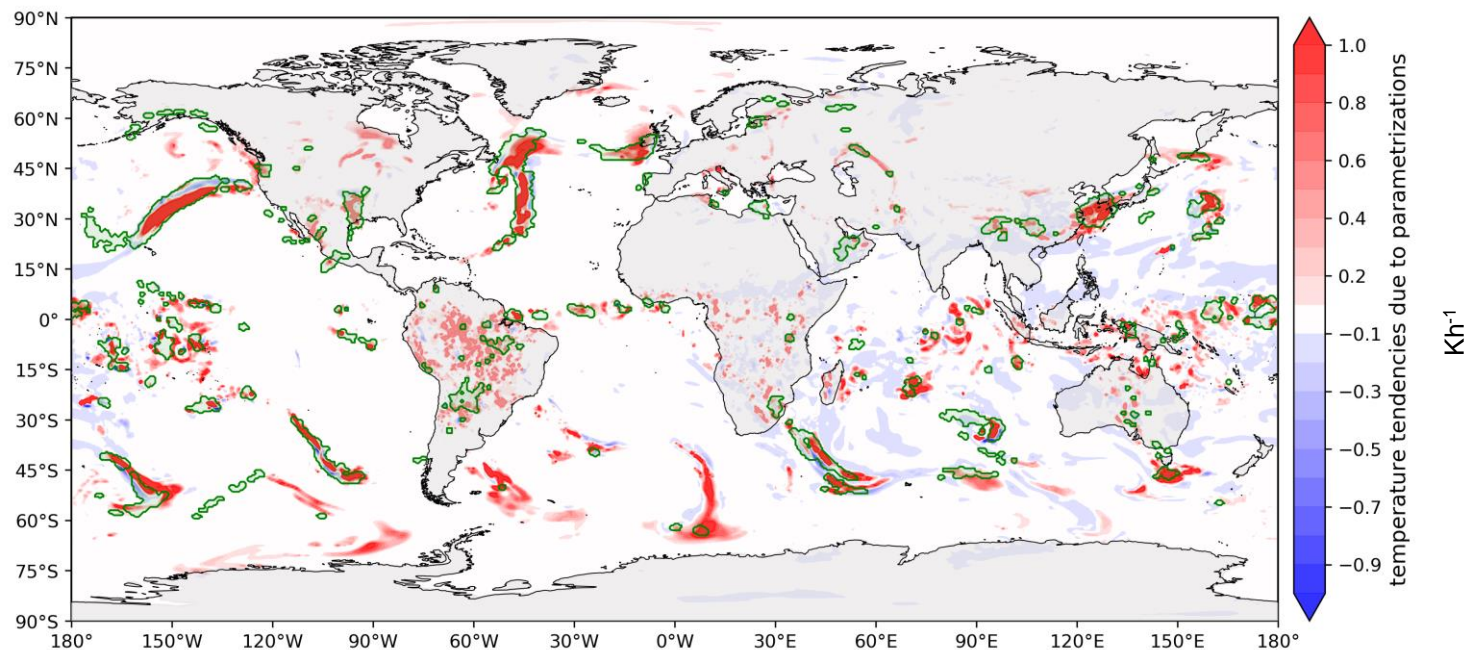 90°N
75°N
60°N
45°N
30°N
15°N
0°
15°S
30°S
45°S
60°S
75°S
90°S
180° 150°W 120°W 90°W 60°W 30°W 0°W 30°E 60°E 90°E 120°E 150°E 180°
1.0
0.8
0.6
0.4
0.2
−0.1
−0.3
−0.5
−0.7
−0.9
temperature tendencies due to parametrizations
Kh⁻¹